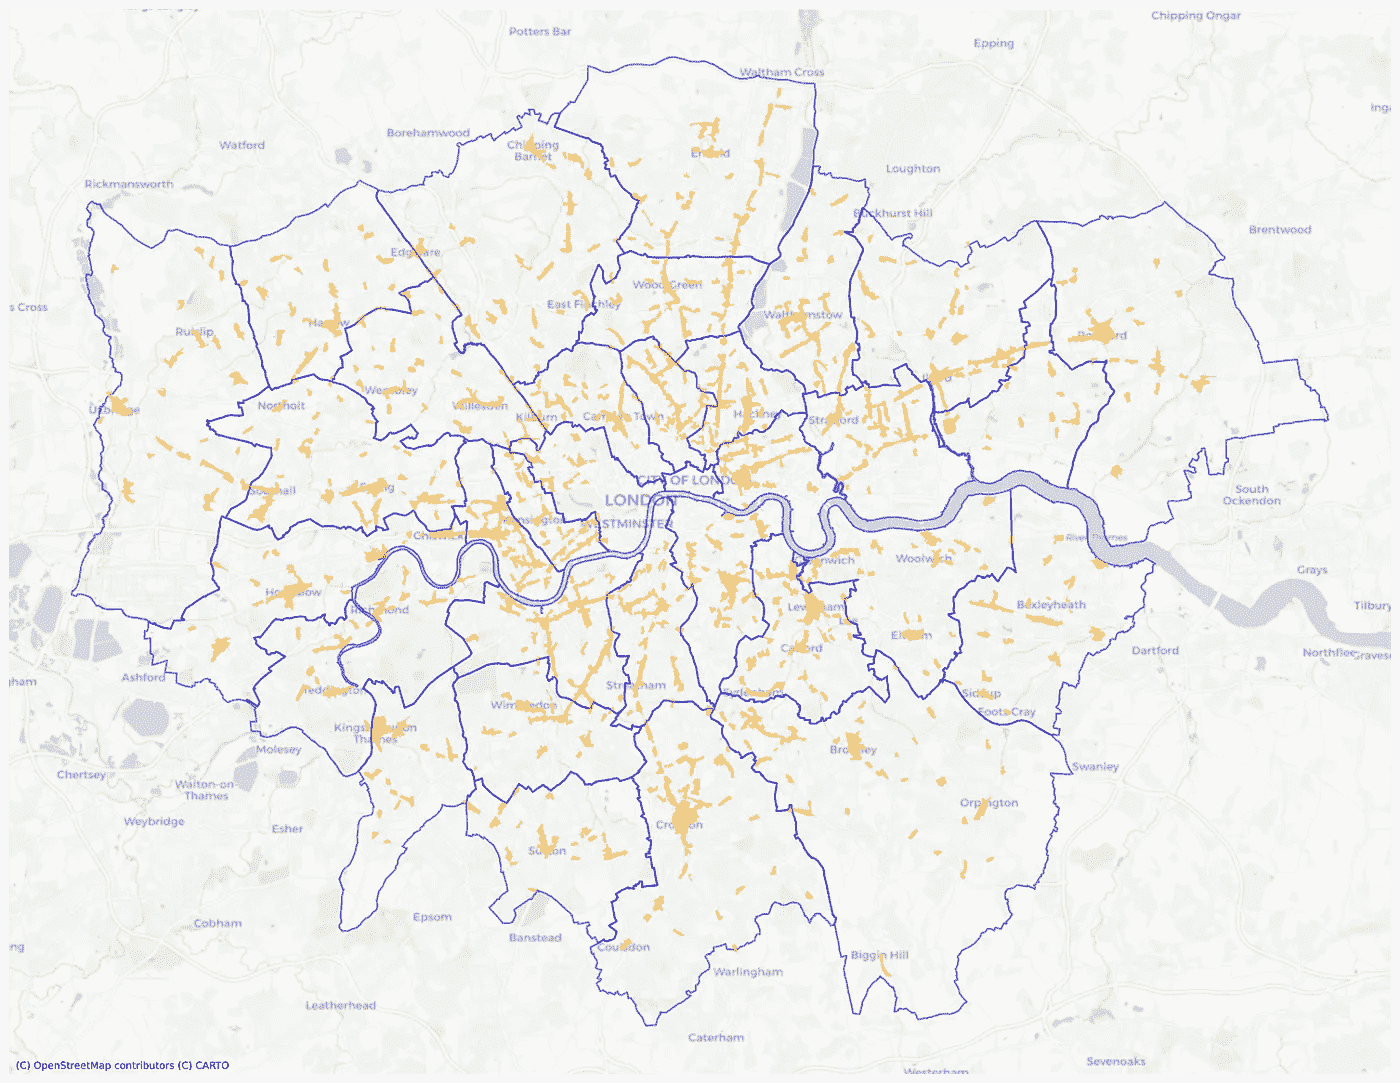 Chipping Ongar
Potters Bar
Epping
Waltham Cross
Borehamwood
Watford
Chipping
Barnet
Enfield
Loughton
Rickmansworth
Buckhurst Hill
Brentwood
Edgware
Wood Green
East Finchley
s Cross
Ruislip
Harrow
Walthamstow
Romford
Ilford
Wembley
Uxbridge
Northolt
Willesden
Kilburn
Camden Town
Hackney
Stratford
CITY OF LONDO
LONDON
Southall
Ealing
South
Ockendon
Kensington
WESTMINSTER
Chiswick
River Thames
Greenwich
Woolwich
Grays
Hounslow
Richmond
Lewisham
Lee
Bexleyheath
Tilbury
Eltham
Catford
Dartford
Northfleet
Gravese
Ashford
gham
Teddington
Streatham
Sydenham
Sidcup
Wimbledon
Foots Cray
Kingston upon
Thames
Molesey
Bromley
Swanley
Chertsey
Walton-on-
Thames
Orpington
Weybridge
Esher
Croydon
Sutton
Cobham
Epsom
Banstead
Coulsdon
Biggin Hill
Warlingham
Leatherhead
Caterham
Sevenoaks
Westerham
(C) OpenStreetMap contributors (C) CARTO